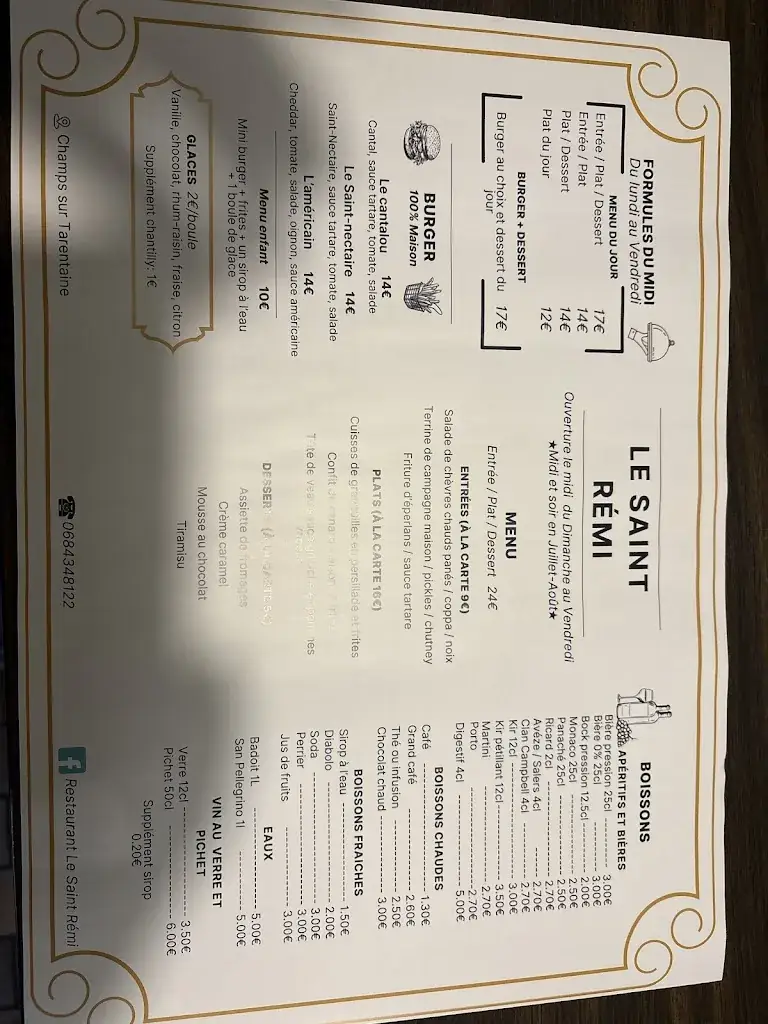 FORMULES DU MIDI
Du lundi au Vendredi
MENU DU JOUR
Entrée / Plat / Dessert 17€
Entrée / Plat 14€
Plat / Dessert 14€
Plat du jour 12€
BURGER + DESSERT
Burger au choix et dessert du jour 17€
BURGER
100% Maison
Le cantalou 14€
Cantal, sauce tartare, tomate, salade
Le Saint-nectaire 14€
Saint-Nectaire, sauce tartare, tomate, salade
L'américain 14€
Cheddar, tomate, salade, oignon, sauce américaine
Menu enfant 10€
Mini burger + frites + un sirop à l'eau
+ 1 boule de glace
GLACES 2€/boule
Vanille, chocolat, rhum-raisin, fraise, citron
Supplément chantilly: 1€
Champs sur Tarentaine
LE SAINT
RÉMI
Ouverture le midi du Dimanche au Vendredi
★Midi et soir en Juillet-Août★
MENU
Entrée / Plat / Dessert 24€
ENTRÉES (À LA CARTE 9€)
Salade de chèvres chauds panés / coppa / noix
Terrine de campagne maison / pickles / chutney
Friture d'éperlans / sauce tartare
PLATS (À LA CARTE 16€)
Cuisses de grenouilles en persillade et frites
Confit de
Tête de veau
DESSERT
Assiette de fromages
Crème caramel
Mousse au chocolat
Tiramisu
0684348122
BOISSONS
APÉRITIFS ET BIÈRES
Bière pression 25cl ---------- 3.00€
Bière 0% 25cl ---------- 3.00€
Bock pression 12.5cl ---------- 2.00€
Monaco 25cl ---------- 2.50€
Panaché 25cl ---------- 2.50€
Ricard 2cl ---------- 2.70€
Avéze / Salers 4cl ---------- 2.70€
Clan Campbell 4cl ---------- 2.70€
Kir 12cl ---------- 3.00€
Kir pétillant 12cl ---------- 3.50€
Martini ---------- 2.70€
Porto ---------- 2.70€
Digestif 4cl ---------- 5.00€
BOISSONS CHAUDES
Café ---------- 1.30€
Grand café ---------- 2.60€
Thé ou infusion ---------- 2.50€
Chocolat chaud ---------- 3.00€
BOISSONS FRAICHES
Sirop à l'eau ---------- 1.50€
Diabolo ---------- 2.00€
Soda ---------- 3.00€
Perrier ---------- 3.00€
Jus de fruits ---------- 3.00€
EAUX
Badoit 1L ---------- 5.00€
San Pellegrino 1l ---------- 5.00€
VIN AU VERRE ET
PICHET
Verre 12cl ---------- 3.50€
Pichet 50cl ---------- 6.00€
Supplément sirop
0.20€
Restaurant Le Saint Rémi